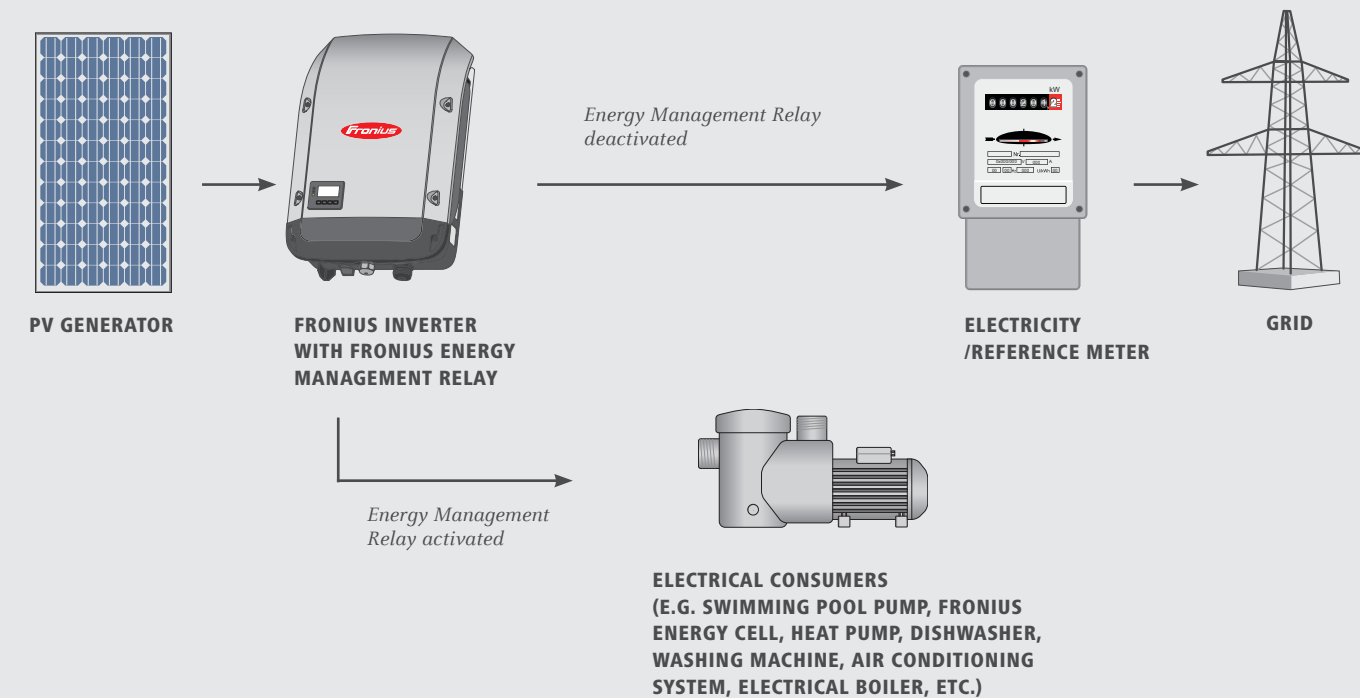 kW
Fronius
Energy Management Relay
deactivated
PV GENERATOR
FRONIUS INVERTER
WITH FRONIUS ENERGY
MANAGEMENT RELAY
ELECTRICITY
/REFERENCE METER
GRID
Energy Management
Relay activated
ELECTRICAL CONSUMERS
(E.G. SWIMMING POOL PUMP, FRONIUS
ENERGY CELL, HEAT PUMP, DISHWASHER,
WASHING MACHINE, AIR CONDITIONING
SYSTEM, ELECTRICAL BOILER, ETC.)